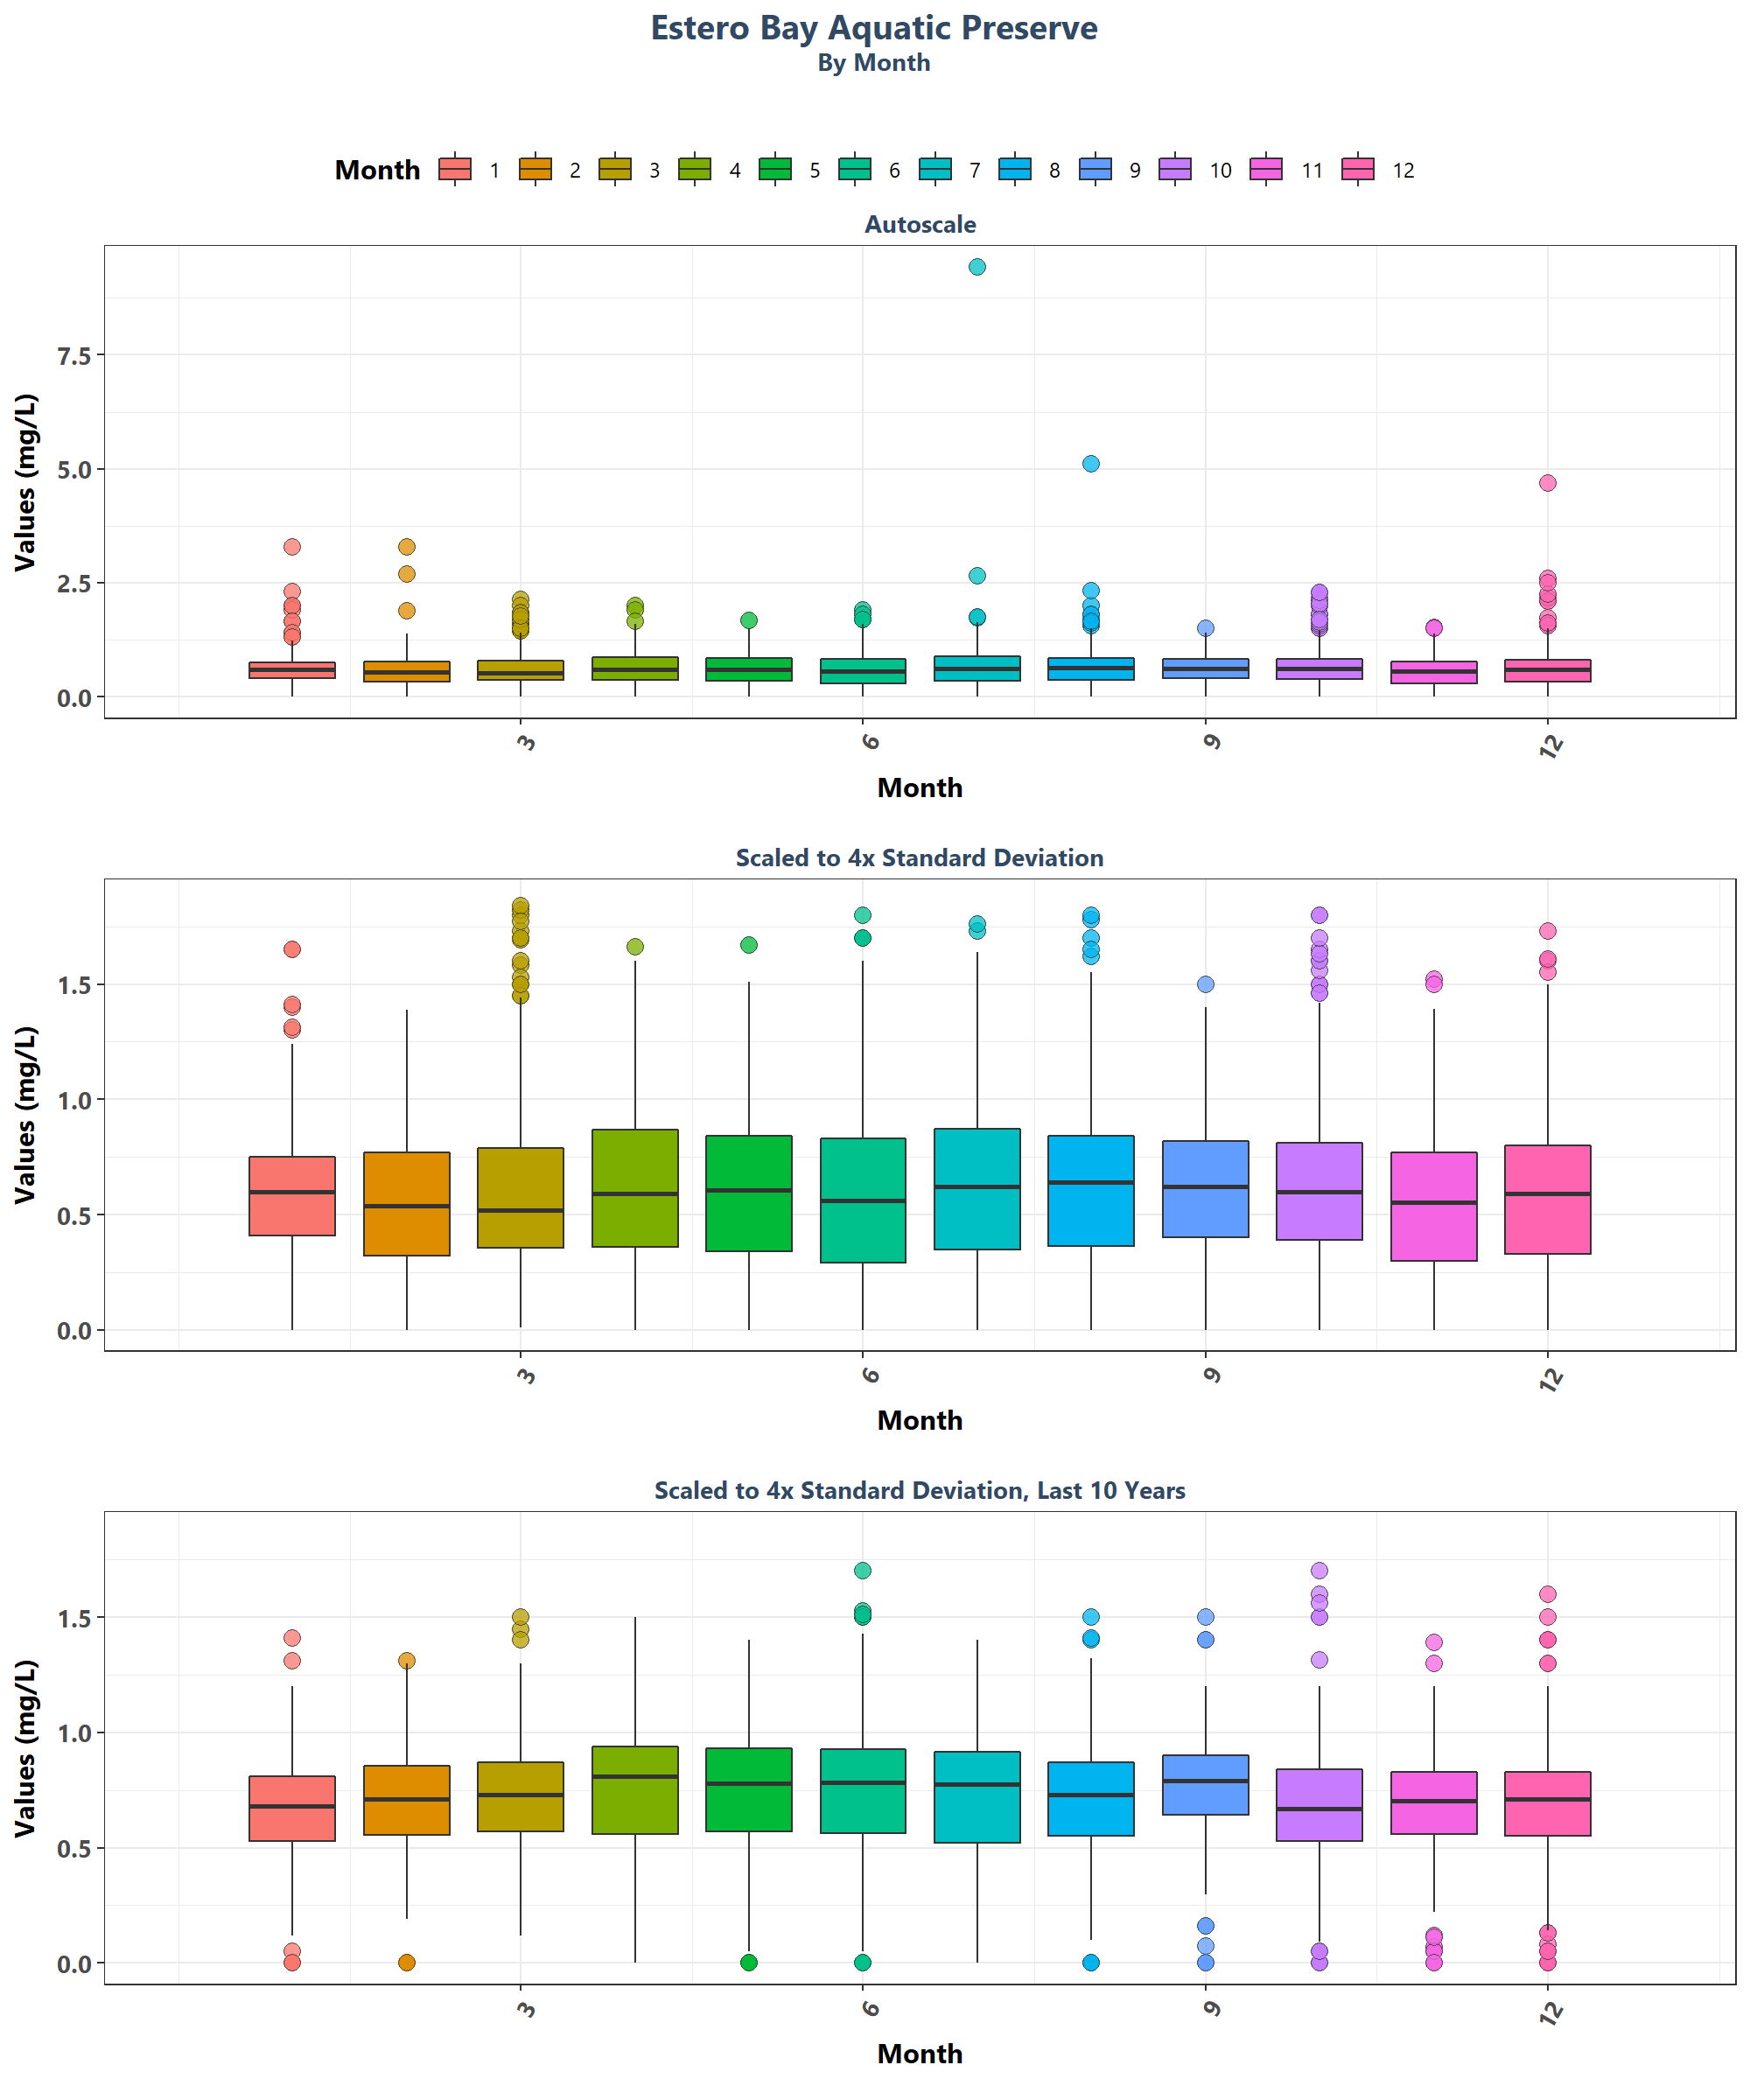 Estero Bay Aquatic Preserve
By Month
Month 1 2 3 4 5 6 7 8 9 10 11 12
Autoscale
Values (mg/L)
7.5
5.0
2.5
0.0
3 6 9 12
Month
Scaled to 4x Standard Deviation
Values (mg/L)
1.5
1.0
0.5
0.0
3 6 9 12
Month
Scaled to 4x Standard Deviation, Last 10 Years
Values (mg/L)
1.5
1.0
0.5
0.0
3 6 9 12
Month